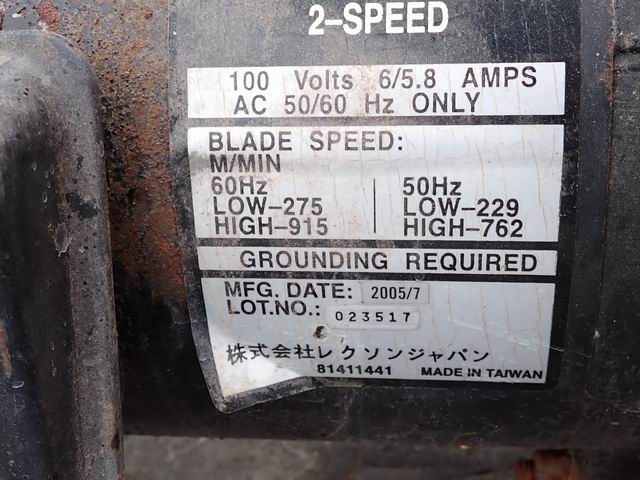 2-SPEED
100 Volts 6/5.8 AMPS
AC 50/60 Hz ONLY
BLADE SPEED:
M/MIN
60Hz
LOW-275
HIGH-915
50Hz
LOW-229
HIGH-762
GROUNDING REQUIRED
MFG. DATE: 2005/7
LOT.NO.: 023517
株式会社レクソンジャパン
81411441 MADE IN TAIWAN